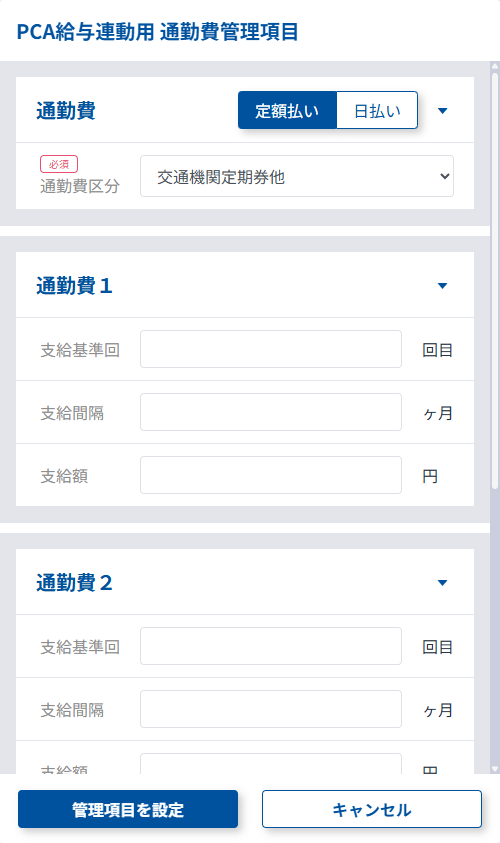 PCA給与連動用 通勤費管理項目
通勤費 定額払い 日払い
必須
通勤費区分 交通機関定期券他
通勤費１
支給基準回 回目
支給間隔 ヶ月
支給額 円
通勤費２
支給基準回 回目
支給間隔 ヶ月
支給額 円
管理項目を設定 キャンセル